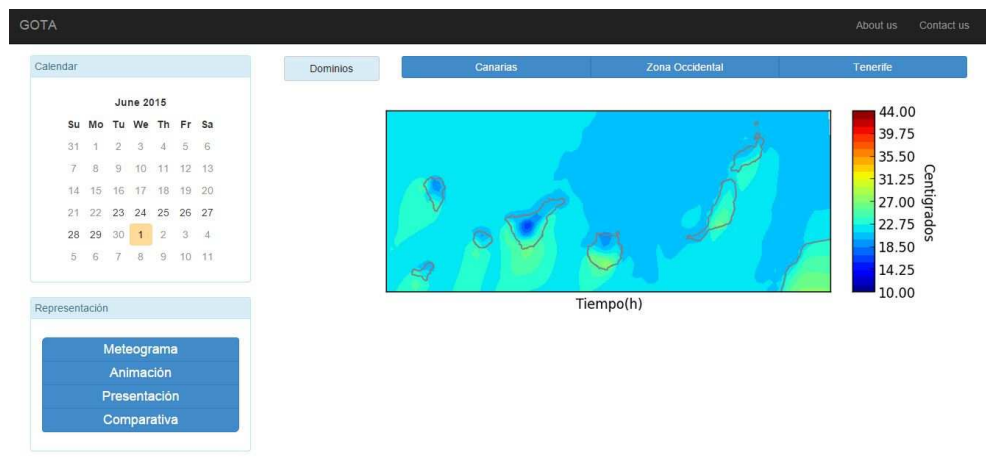 GOTA About us Contact us
Calendar
June 2015
Su Mo Tu We Th Fr Sa
31 1 2 3 4 5 6
7 8 9 10 11 12 13
14 15 16 17 18 19 20
21 22 23 24 25 26 27
28 29 30 1 2 3 4
5 6 7 8 9 10 11
Representación
Meteograma
Animación
Presentación
Comparativa
Dominios Canarias Zona Occidental Tenerife
44.00
39.75
35.50
31.25
27.00
22.75
18.50
14.25
10.00
Centigrados
Tiempo(h)